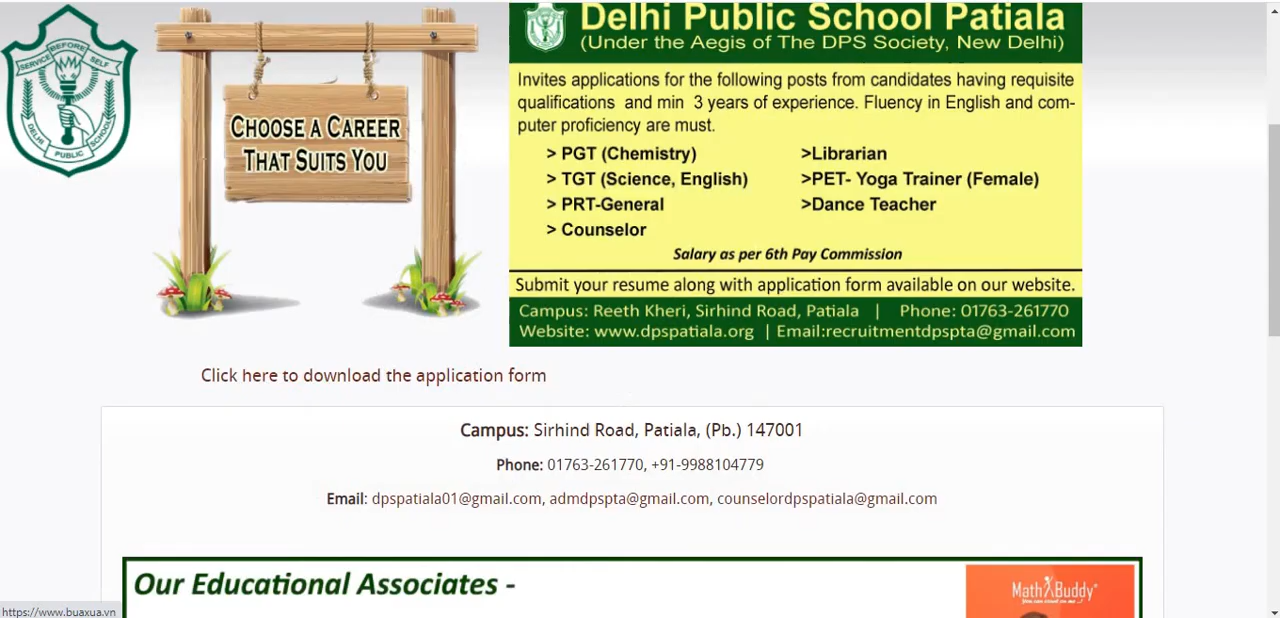 SERVICE BEFORE SELF
DELHI PUBLIC SCHOOL
CHOOSE A CAREER
THAT SUITS YOU
Delhi Public School Patiala
(Under the Aegis of The DPS Society, New Delhi)
Invites applications for the following posts from candidates having requisite
qualifications and min 3 years of experience. Fluency in English and com-
puter proficiency are must.
> PGT (Chemistry)
> TGT (Science, English)
> PRT-General
> Counselor
>Librarian
>PET- Yoga Trainer (Female)
>Dance Teacher
Salary as per 6th Pay Commission
Submit your resume along with application form available on our website.
Campus: Reeth Kheri, Sirhind Road, Patiala | Phone: 01763-261770
Website: www.dpspatiala.org | Email:recruitmentdpspta@gmail.com
Click here to download the application form
Campus: Sirhind Road, Patiala, (Pb.) 147001
Phone: 01763-261770, +91-9988104779
Email: dpspatiala01@gmail.com, admdpspta@gmail.com, counselordpspatiala@gmail.com
Our Educational Associates -
Math Buddy
https://www.buaxua.vn